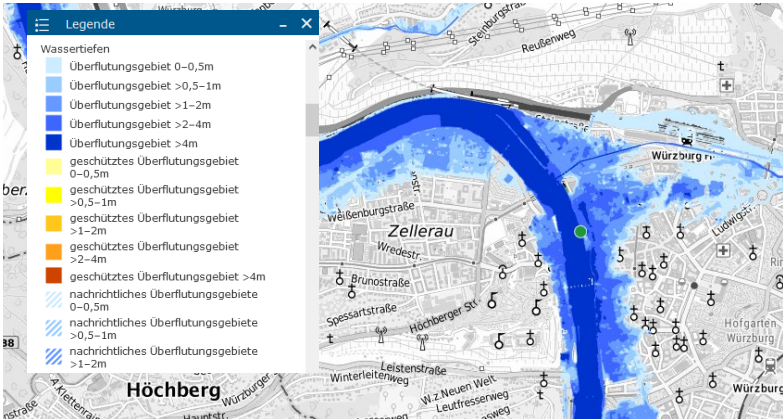 Legende
Wassertiefen
Überflutungsgebiet 0–0,5m
Überflutungsgebiet >0,5–1m
Überflutungsgebiet >1–2m
Überflutungsgebiet >2–4m
Überflutungsgebiet >4m
geschütztes Überflutungsgebiet
0–0,5m
geschütztes Überflutungsgebiet
>0,5–1m
geschütztes Überflutungsgebiet
>1–2m
geschütztes Überflutungsgebiet
>2–4m
geschütztes Überflutungsgebiet >4m
nachrichtliches Überflutungsgebiete
0–0,5m
nachrichtliches Überflutungsgebiete
>0,5–1m
nachrichtliches Überflutungsgebiete
>1–2m
Steinburgstraße
Reußenweg
Würzburg H
Weißenburgstraße
Zellerau
Wredestr.
Ludwigstr.
Brunostraße
Spessartstraße
Höchberger Str.
Hofgarten
Würzburg
Leistenstraße
Winterleitenweg
W.z.Neuen Welt
Leutfresserweg
Würzburg
Höchberg
Würzburger
A.Klettenrain
Hauptstr.